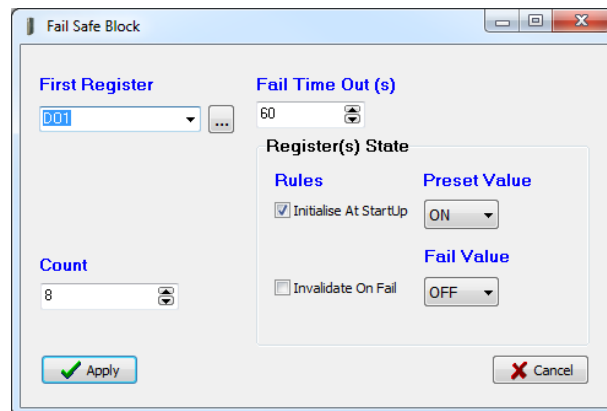 Fail Safe Block
First Register
Fail Time Out (s)
DO1
...
60
Register(s) State
Rules
Preset Value
Initialise At StartUp
ON
Count
Fail Value
8
Invalidate On Fail
OFF
Apply
Cancel